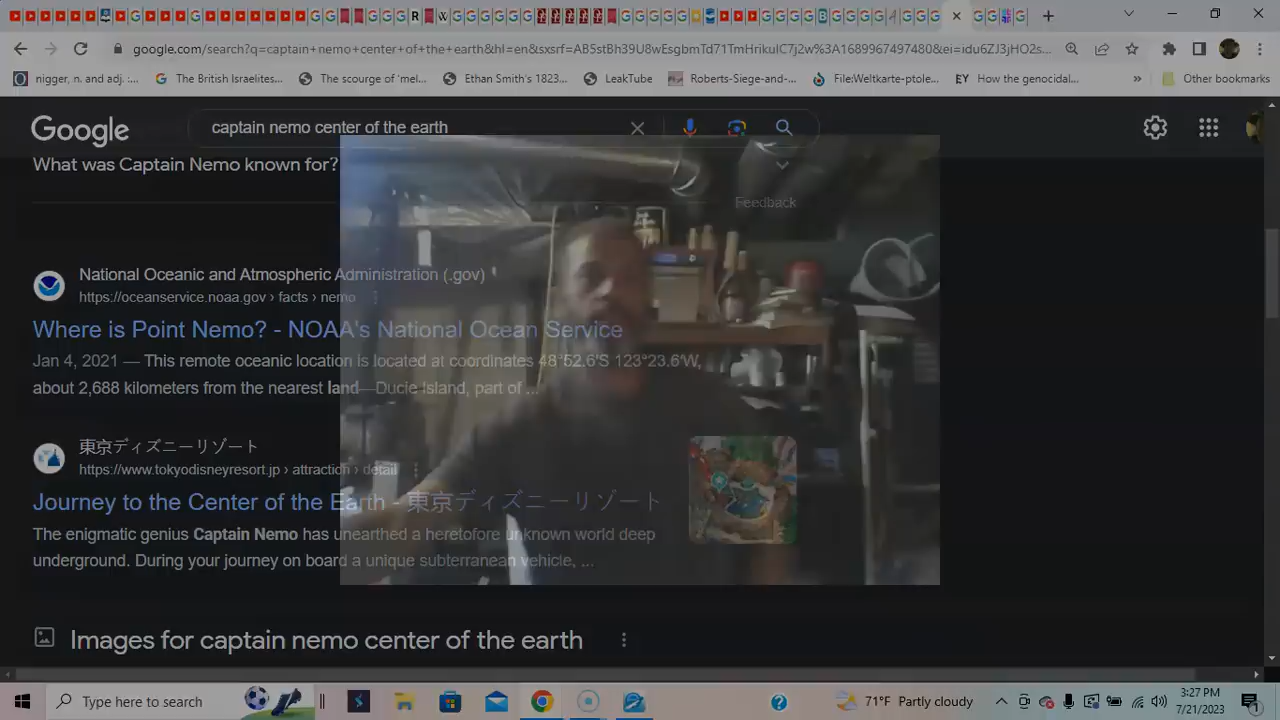 google.com/search?q=captain+nemo+center+of+the+earth&hl=en&sxsrf=AB5stBh39U8wEsgbmTd71TmHrikulC7j2w%3A1689967497480&ei=idu6ZJ3jHO2s...
nigger, n. and adj. :...
The British Israelites...
The scourge of 'mel...
Ethan Smith's 1823...
LeakTube
Roberts-Siege-and-...
File:Weltkarte-ptole...
EY How the genocidal...
»
Other bookmarks
Google
captain nemo center of the earth
What was Captain Nemo known for?
Feedback
National Oceanic and Atmospheric Administration (.gov)
https://oceanservice.noaa.gov › facts › nemo
Where is Point Nemo? - NOAA's National Ocean Service
Jan 4, 2021 — This remote oceanic location is located at coordinates 48°52.6'S 123°23.6'W,
about 2,688 kilometers from the nearest land—Ducie Island, part of ...
東京ディズニーリゾート
https://www.tokyodisneyresort.jp › attraction › detail
Journey to the Center of the Earth - 東京ディズニーリゾート
The enigmatic genius Captain Nemo has unearthed a heretofore unknown world deep
underground. During your journey on board a unique subterranean vehicle, ...
Images for captain nemo center of the earth
Type here to search
71°F Partly cloudy
3:27 PM
7/21/2023